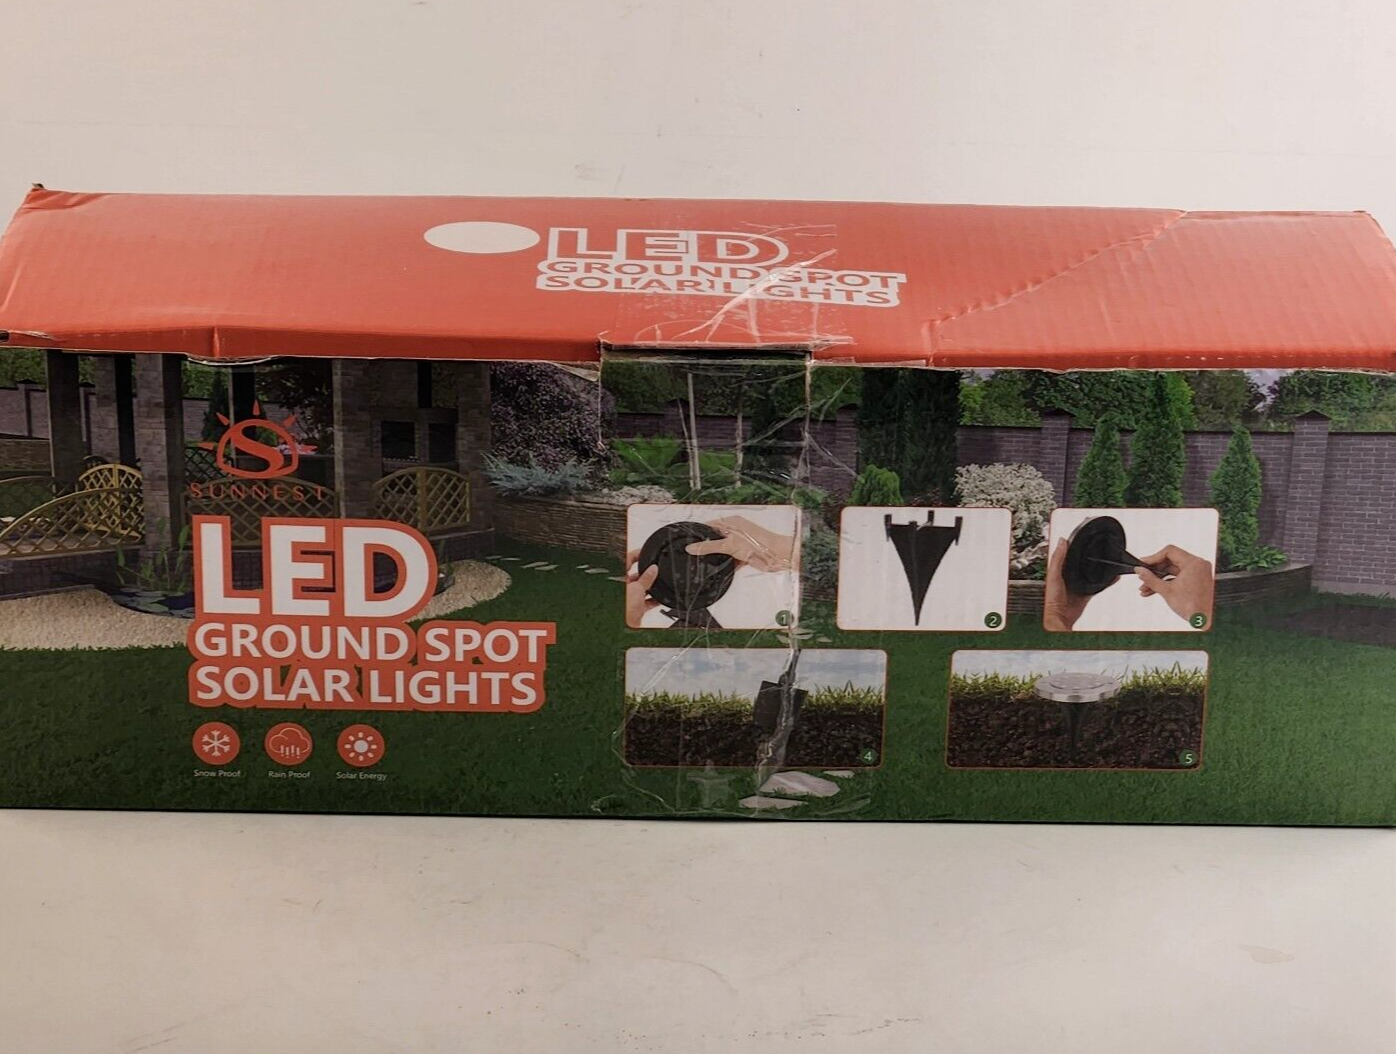 LED
GROUND SPOT
SOLAR LIGHTS
SUNNEST
LED
GROUND SPOT
SOLAR LIGHTS
Snow Proof
Rain Proof
Solar Energy
1
2
3
4
5